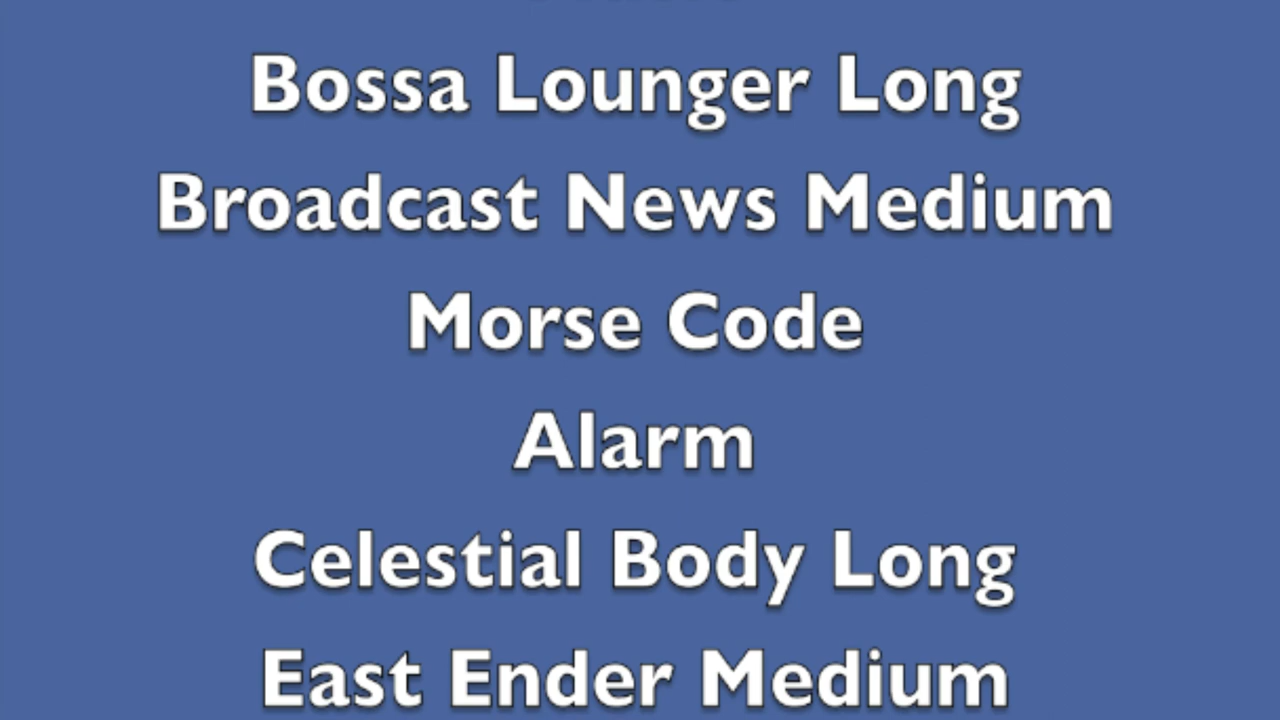 Bossa Lounger Long
Broadcast News Medium
Morse Code
Alarm
Celestial Body Long
East Ender Medium